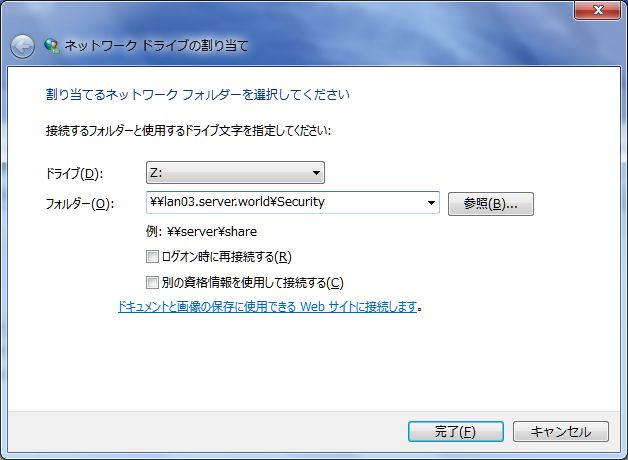 ネットワーク ドライブの割り当て
割り当てるネットワーク フォルダーを選択してください
接続するフォルダーと使用するドライブ文字を指定してください:
ドライブ(D): Z:
フォルダー(O): ¥¥lan03.server.world¥Security 参照(B)...
例: ¥¥server¥share
ログオン時に再接続する(R)
別の資格情報を使用して接続する(C)
ドキュメントと画像の保存に使用できる Web サイトに接続します。
完了(F) キャンセル